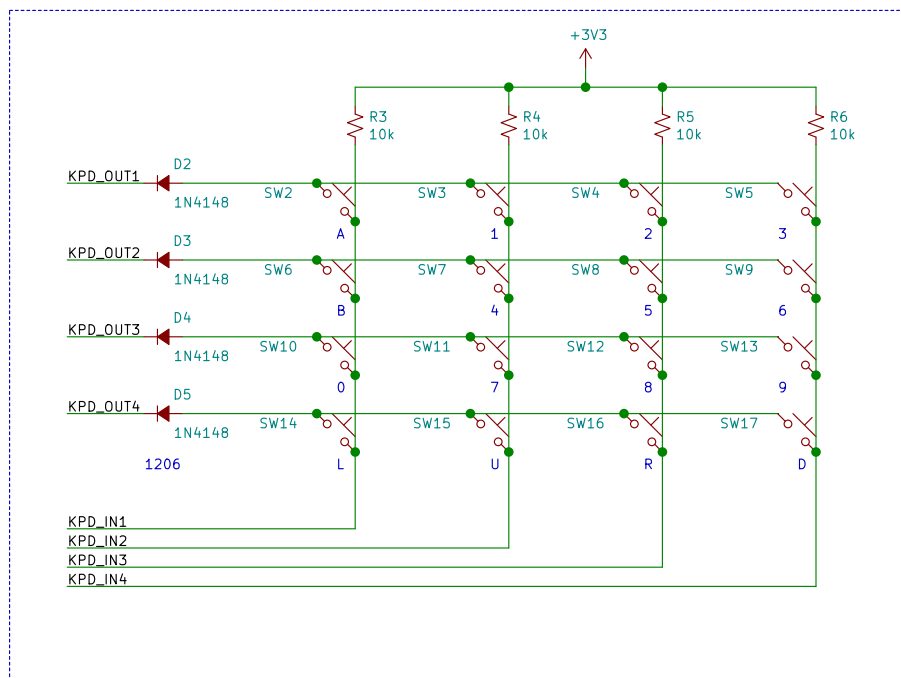 +3V3
R3
10k
R4
10k
R5
10k
R6
10k
KPD_OUT1
D2
1N4148
SW2
SW3
SW4
SW5
A
1
2
3
KPD_OUT2
D3
1N4148
SW6
SW7
SW8
SW9
B
4
5
6
KPD_OUT3
D4
1N4148
SW10
SW11
SW12
SW13
0
7
8
9
KPD_OUT4
D5
1N4148
SW14
SW15
SW16
SW17
1206
L
U
R
D
KPD_IN1
KPD_IN2
KPD_IN3
KPD_IN4